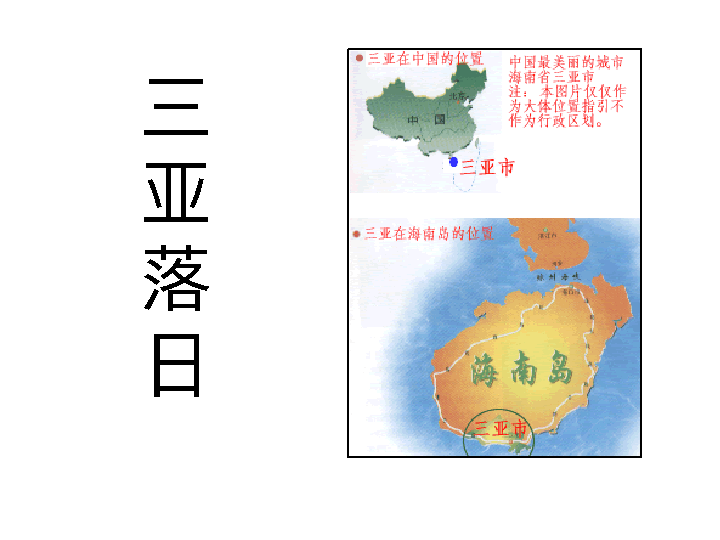 三亚落日
三亚在中国的位置
中国最美丽的城市
海南省三亚市
注：本图片仅仅作
为大体位置指引不
作为行政区划。
北京
中国
三亚市
三亚在海南岛的位置
琼州海峡
海南岛
三亚市